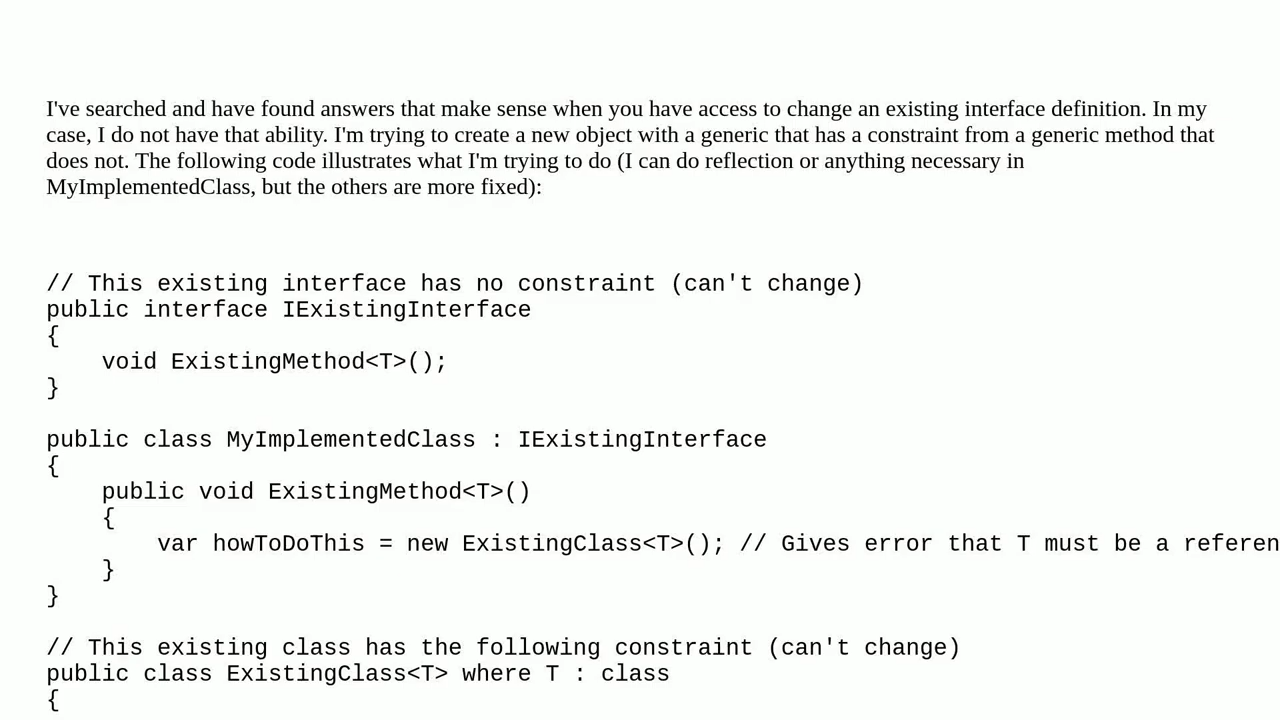 I've searched and have found answers that make sense when you have access to change an existing interface definition. In my
case, I do not have that ability. I'm trying to create a new object with a generic that has a constraint from a generic method that
does not. The following code illustrates what I'm trying to do (I can do reflection or anything necessary in
MyImplementedClass, but the others are more fixed):
// This existing interface has no constraint (can't change)
public interface IExistingInterface
{
    void ExistingMethod<T>();
}
public class MyImplementedClass : IExistingInterface
{
    public void ExistingMethod<T>()
    {
        var howToDoThis = new ExistingClass<T>(); // Gives error that T must be a referen
    }
}
// This existing class has the following constraint (can't change)
public class ExistingClass<T> where T : class
{